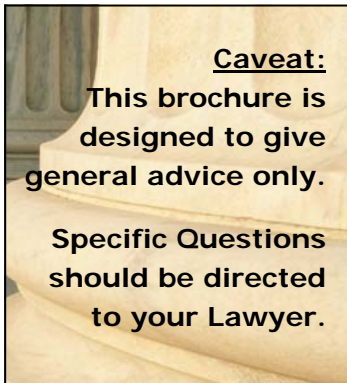 Caveat:
This brochure is
designed to give
general advice only.
Specific Questions
should be directed
to your Lawyer.